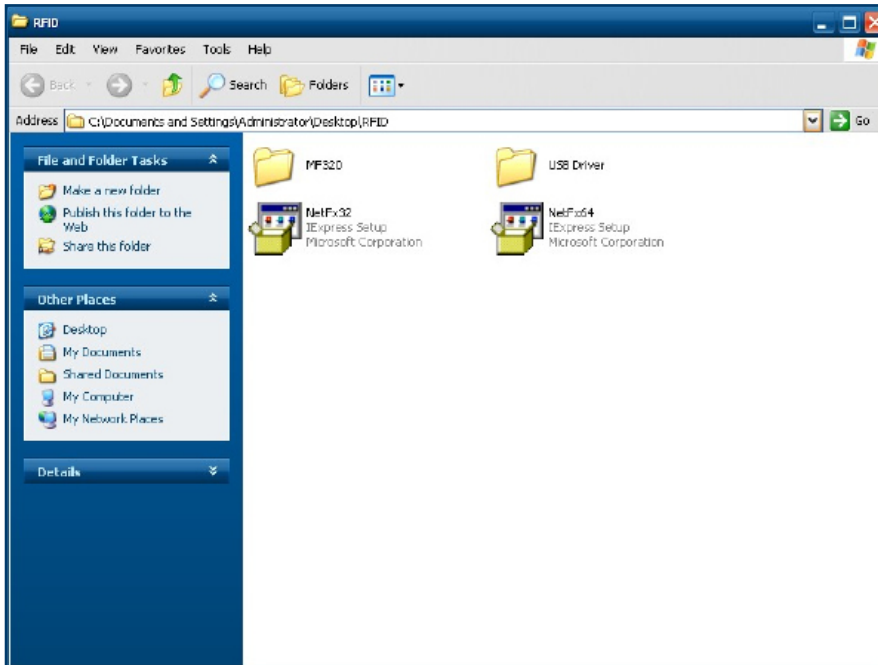 RFID
File Edit View Favorites Tools Help
Back Search Folders
Address C:\Documents and Settings\Administrator\Desktop\RFID Go
File and Folder Tasks
Make a new folder
Publish this folder to the
Web
Share this folder
Other Places
Desktop
My Documents
Shared Documents
My Computer
My Network Places
Details
MF320
USB Driver
NetFx32
IExpress Setup
Microsoft Corporation
NetFx64
IExpress Setup
Microsoft Corporation